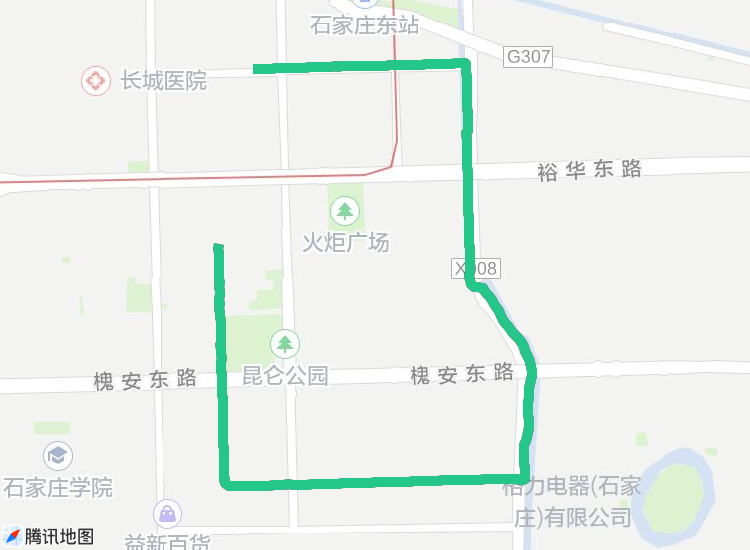 石家庄东站
G307
长城医院
裕华东路
火炬广场
X008
昆仑公园
槐安东路
槐安东路
石家庄学院
格力电器(石家
庄)有限公司
益新百货
腾讯地图